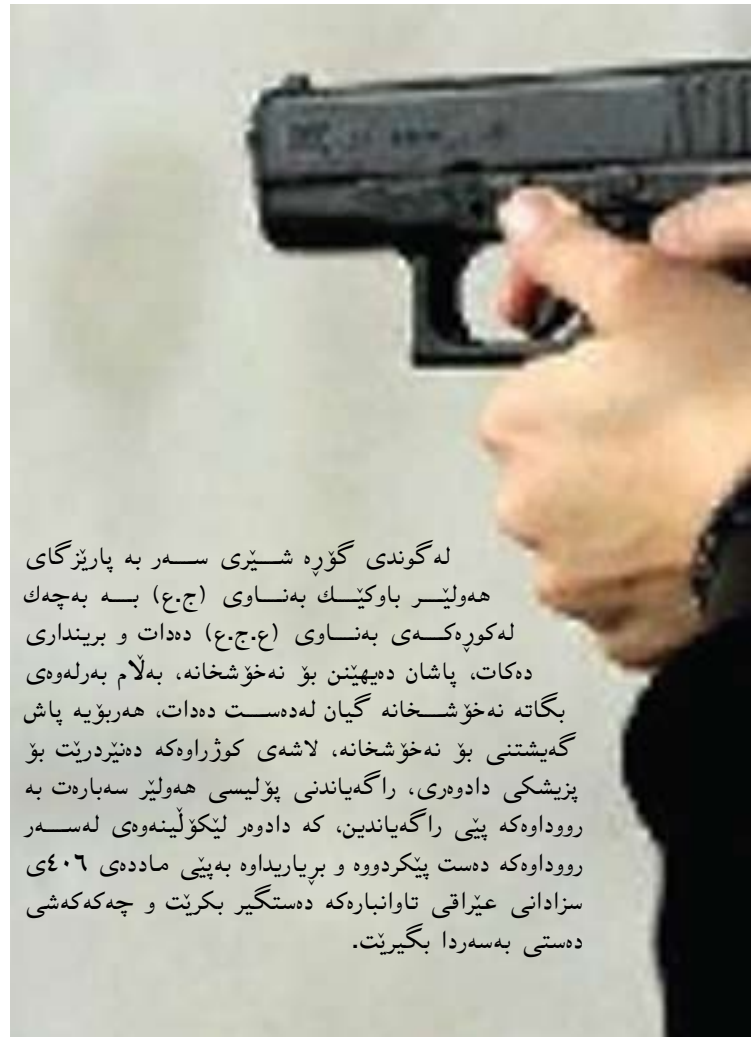 لەگوندی گۆڕە شێری سەر بە پارێزگای
هەولێر باوکێك بەناوی (ج.ع) بە بەچەك
لەکوڕەکەی بەناوی (ع.ج.ع) دەدات و برینداری
دەکات، پاشان دەیهێنن بۆ نەخۆشخانە، بەڵام بەرلەوەی
بگاتە نەخۆشخانە گیان لەدەست دەدات، هەربۆیە پاش
گەیشتنی بۆ نەخۆشخانە، لاشەی کوژراوەکە دەنێردرێت بۆ
پزیشکی دادوەری، راگەیاندنی پۆلیسی هەولێر سەبارەت بە
رووداوەکە پێی راگەیاندین، کە دادوەر لێکۆڵینەوەی لەسەر
رووداوەکە دەست پێکردووە و بڕیاریداوە بەپێی ماددەی ٤٠٦ی
سزادانی عێراقی تاوانبارەکە دەستگیر بکرێت و چەکەکەشی
دەستی بەسەردا بگیرێت.